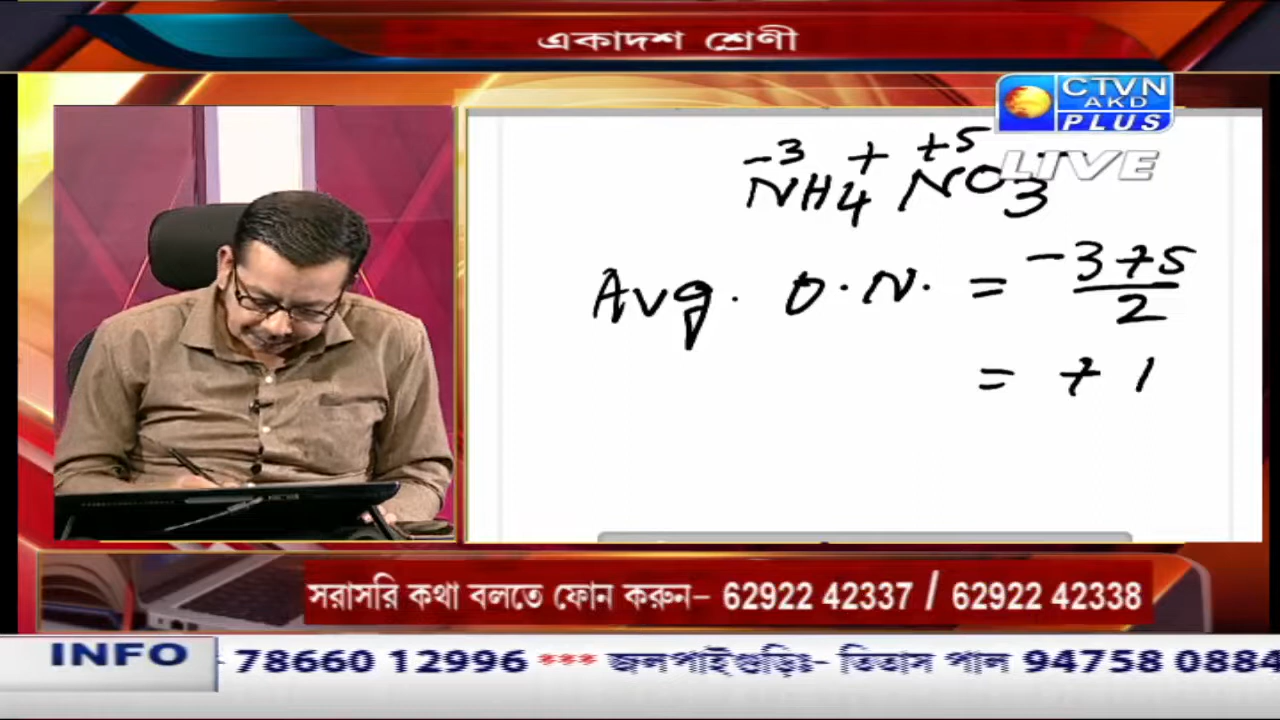 একাদশ শ্রেণী
CTVN
AKD
PLUS
LIVE
-3 + +5 -
NH4 NO3
Avg. O.N. = -3+5
2
= +1
সরাসরি কথা বলতে ফোন করুন- 62922 42337 / 62922 42338
INFO - 78660 12996 *** জলপাইগুড়িঃ- তিতাস পাল 94758 0884